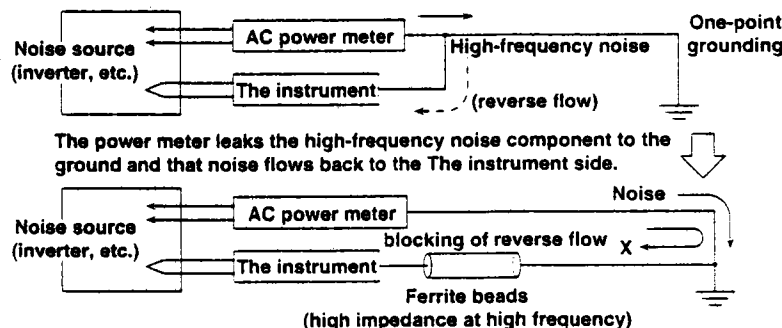 Noise source
(inverter, etc.)
AC power meter
The instrument
High-frequency noise
(reverse flow)
One-point
grounding
The power meter leaks the high-frequency noise component to the
ground and that noise flows back to the The instrument side.
Noise source
(inverter, etc.)
AC power meter
Noise
blocking of reverse flow
X
The instrument
Ferrite beads
(high impedance at high frequency)